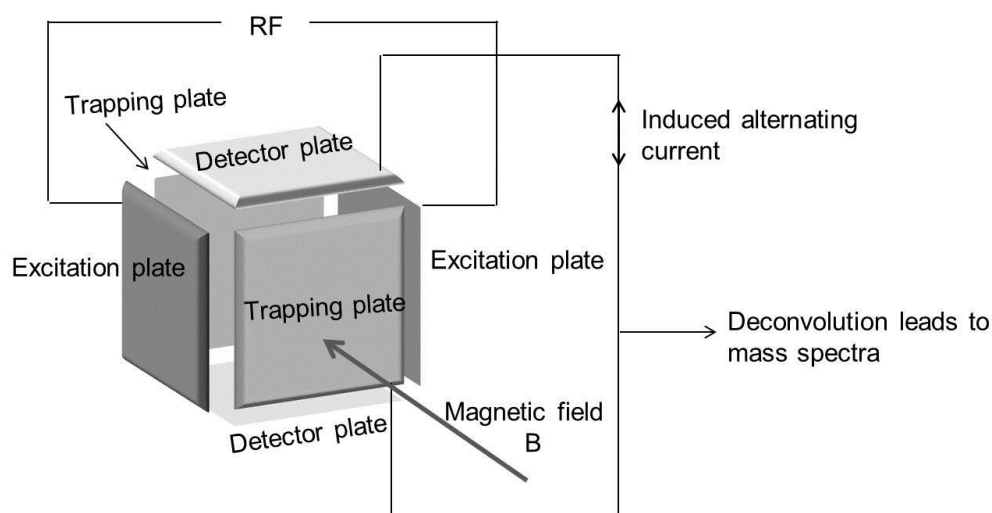 RF
Trapping plate
Detector plate
Induced alternating
current
Excitation plate
Excitation plate
Trapping plate
Deconvolution leads to
mass spectra
Magnetic field
B
Detector plate